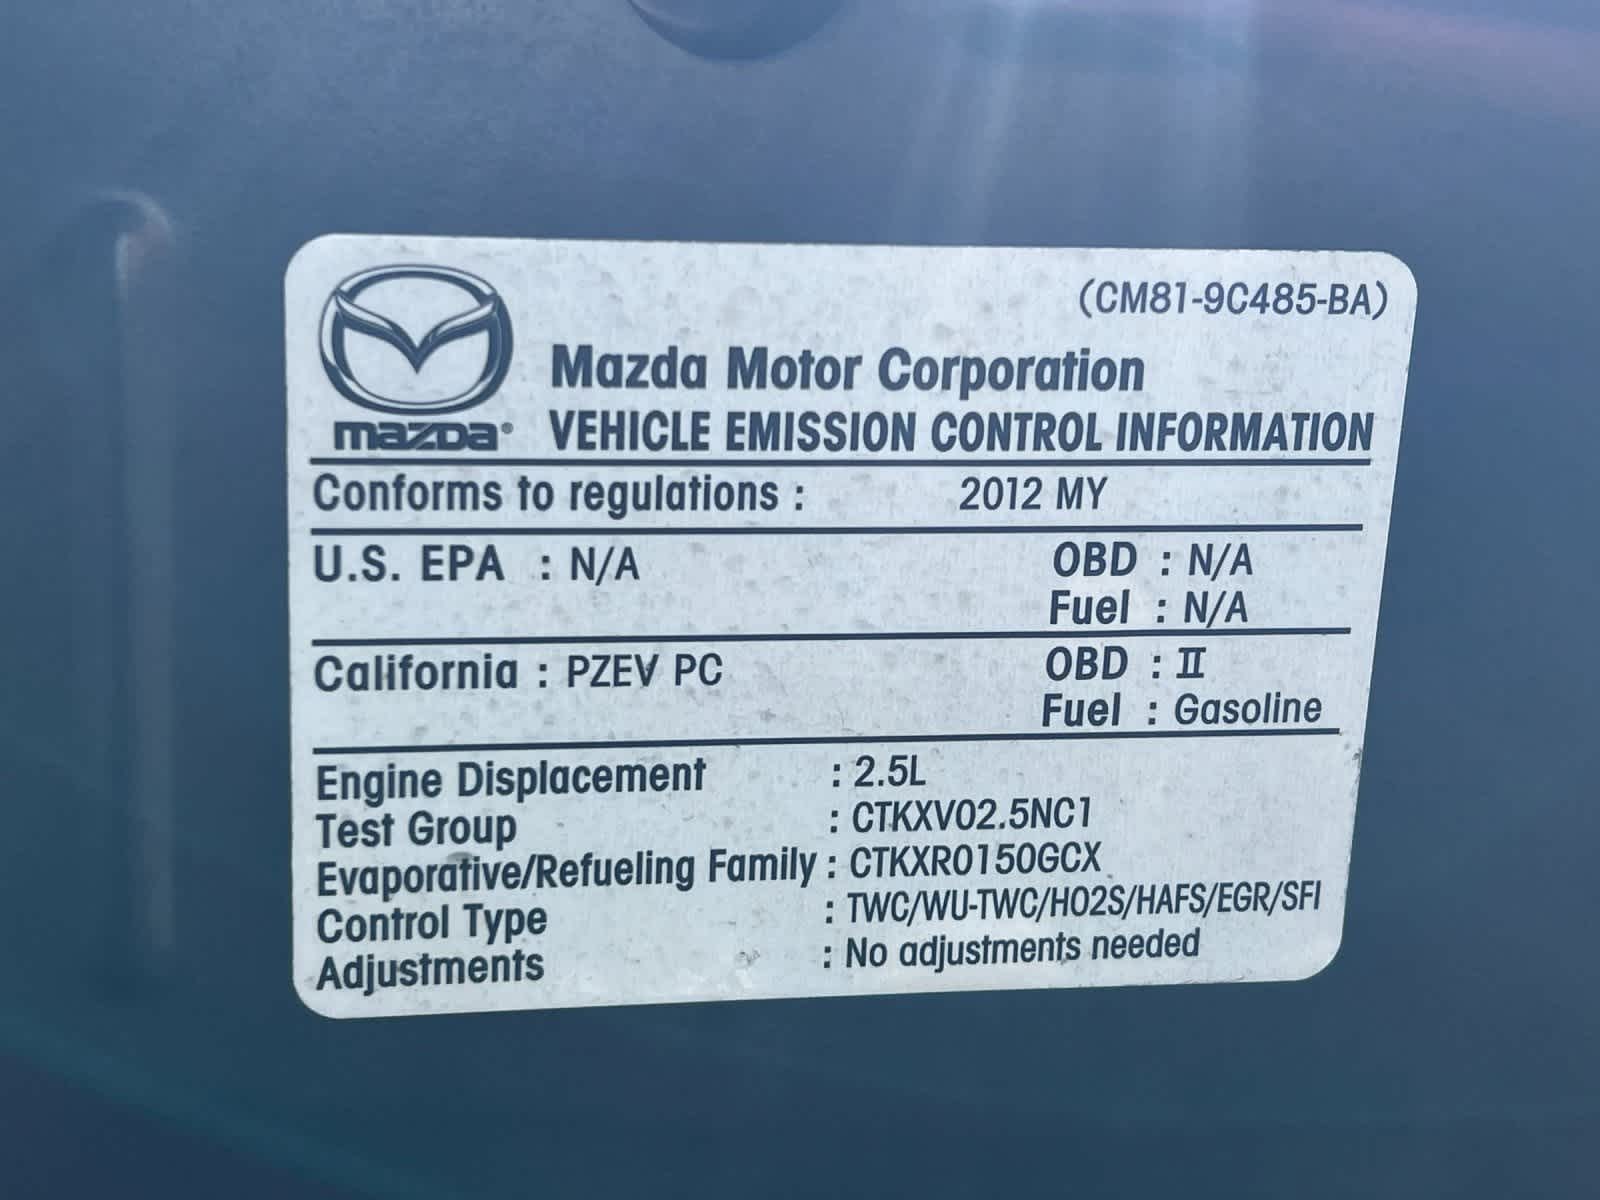 (CM81-9C485-BA)
Mazda Motor Corporation
mazda® VEHICLE EMISSION CONTROL INFORMATION
Conforms to regulations : 2012 MY
U.S. EPA : N/A OBD : N/A
Fuel : N/A
California : PZEV PC OBD : II
Fuel : Gasoline
Engine Displacement : 2.5L
Test Group : CTKXV02.5NC1
Evaporative/Refueling Family : CTKXR0150GCX
Control Type : TWC/WU-TWC/HO2S/HAFS/EGR/SFI
Adjustments : No adjustments needed